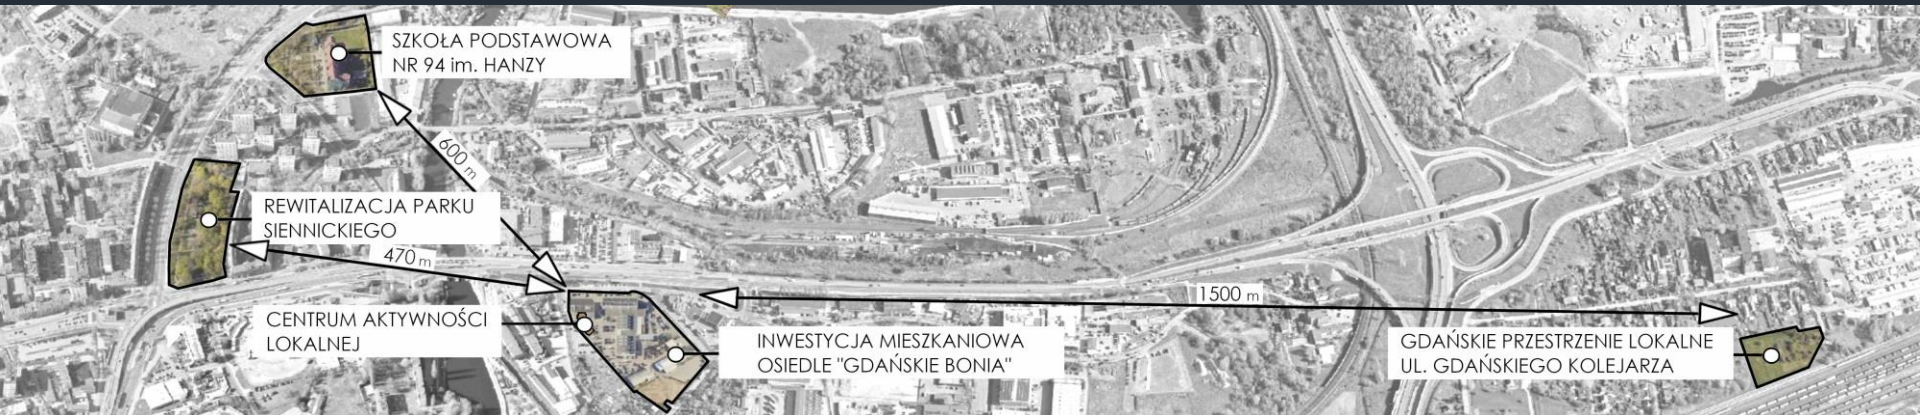 SZKOŁA PODSTAWOWA
NR 94 im. HANZY
600 m
REWITALIZACJA PARKU
SIENNICKIEGO
470 m
1500 m
CENTRUM AKTYWNOŚCI
LOKALNEJ
INWESTYCJA MIESZKANIOWA
OSIEDLE "GDAŃSKIE BONIA"
GDAŃSKIE PRZESTRZENIE LOKALNE
UL. GDAŃSKIEGO KOLEJARZA